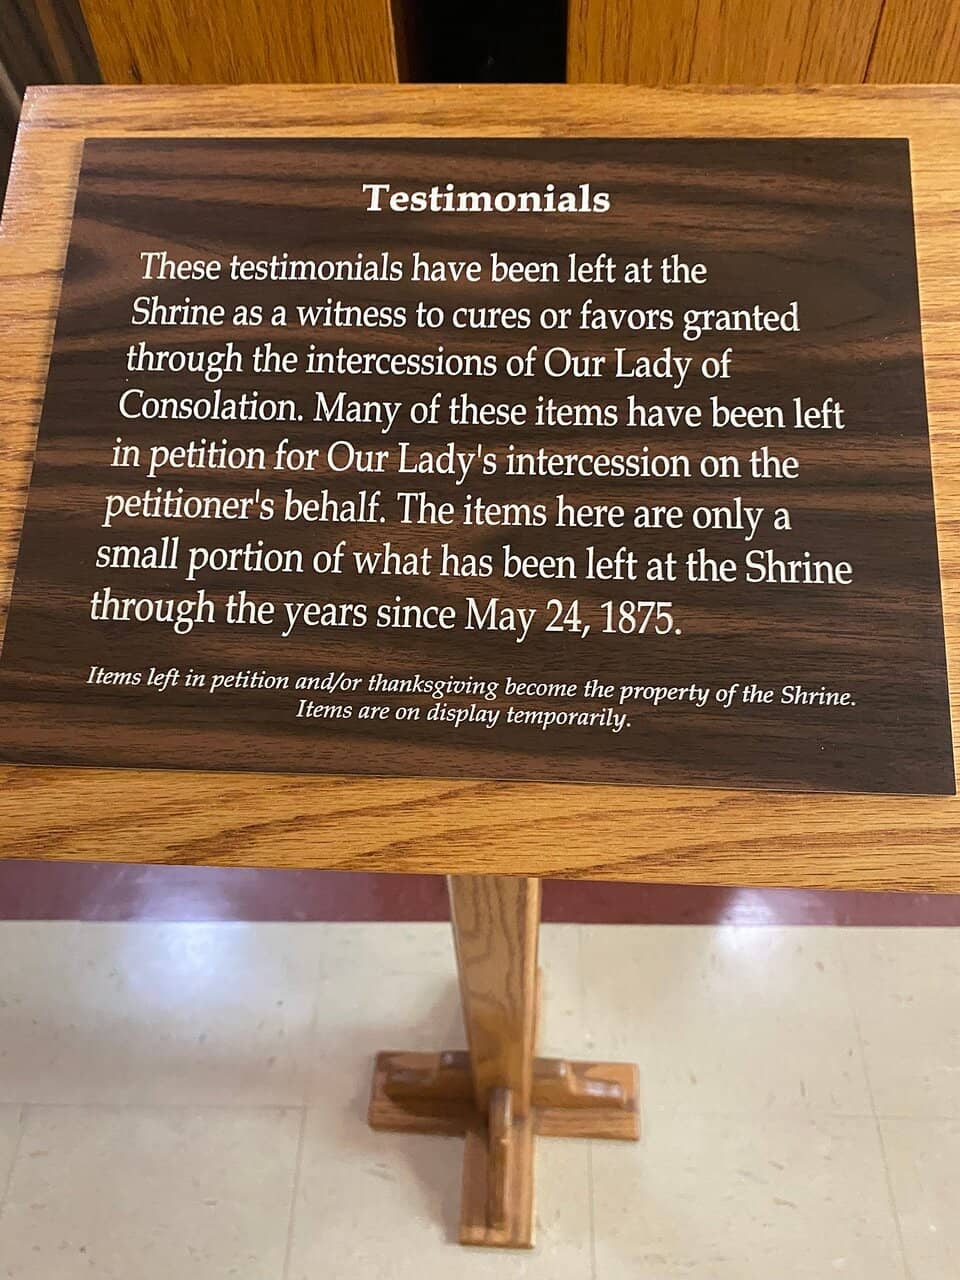 Testimonials
These testimonials have been left at the
Shrine as a witness to cures or favors granted
through the intercessions of Our Lady of
Consolation. Many of these items have been left
in petition for Our Lady's intercession on the
petitioner's behalf. The items here are only a
small portion of what has been left at the Shrine
through the years since May 24, 1875.
Items left in petition and/or thanksgiving become the property of the Shrine.
Items are on display temporarily.